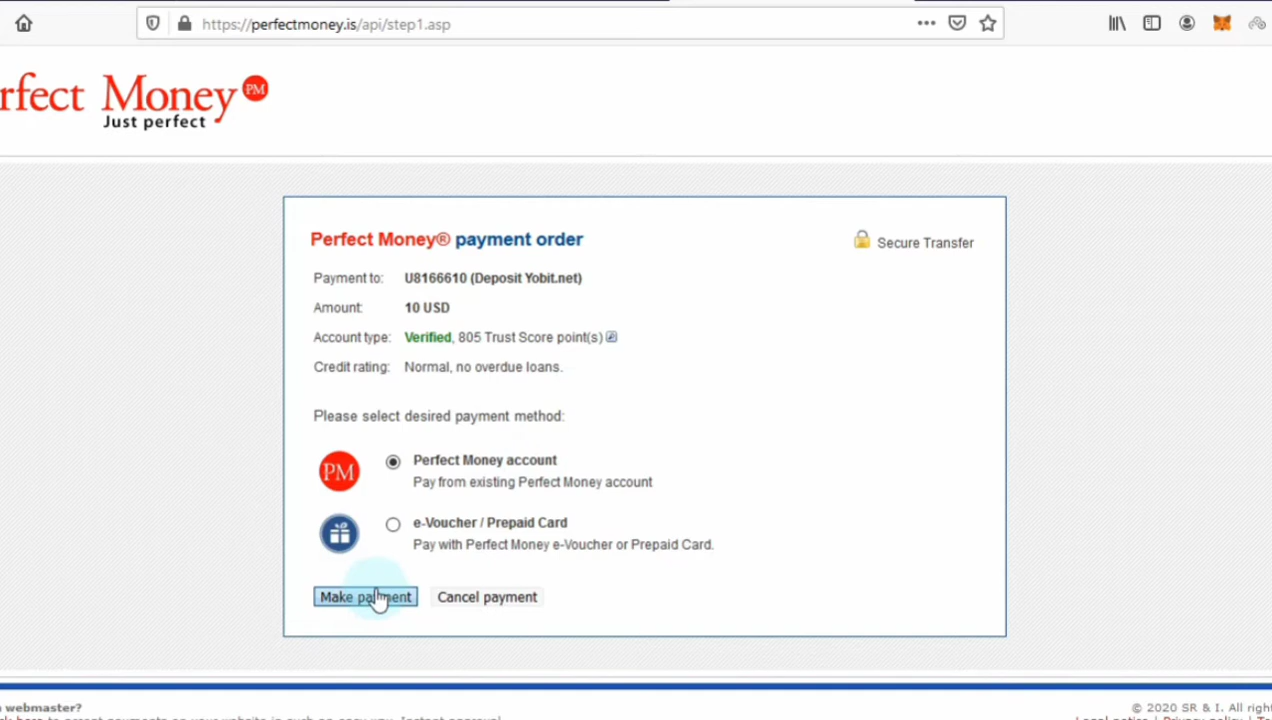 https://perfectmoney.is/api/step1.asp
rfect Money PM
Just perfect
Perfect Money® payment order
Secure Transfer
Payment to: U8166610 (Deposit Yobit.net)
Amount: 10 USD
Account type: Verified, 805 Trust Score point(s)
Credit rating: Normal, no overdue loans.
Please select desired payment method:
PM
Perfect Money account
Pay from existing Perfect Money account
e-Voucher / Prepaid Card
Pay with Perfect Money e-Voucher or Prepaid Card.
Make payment Cancel payment
webmaster?
© 2020 SR & I. All righ